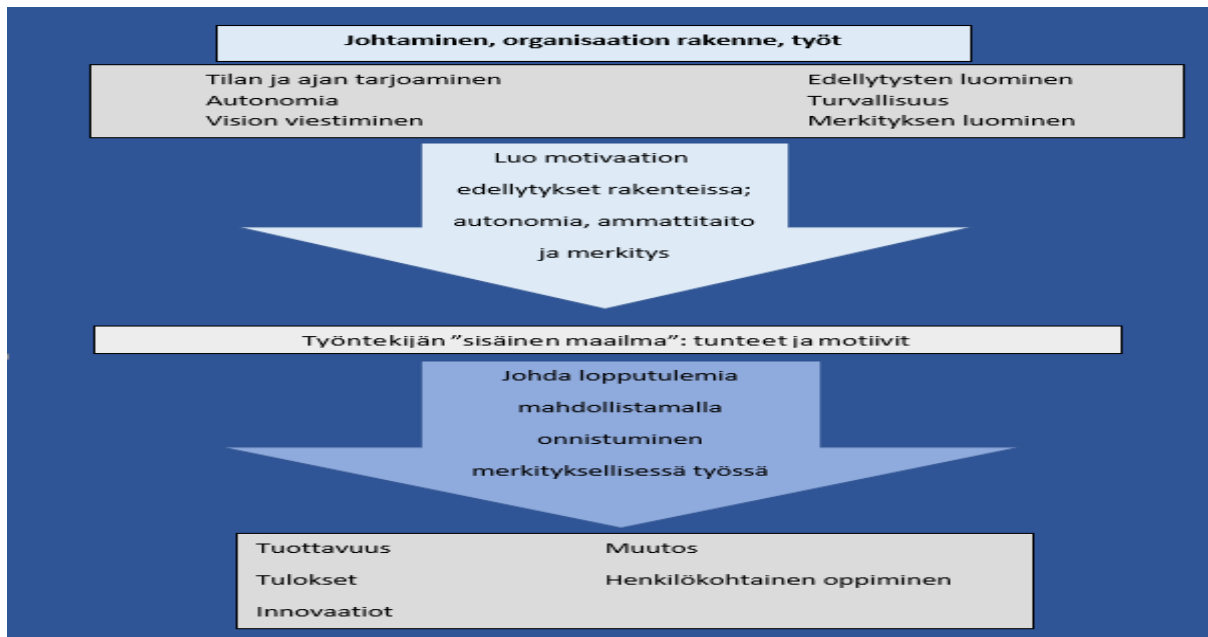 Johtaminen, organisaation rakenne, työt
Tilan ja ajan tarjoaminen
Edellytysten luominen
Autonomia
Turvallisuus
Vision viestiminen
Merkityksen luominen
Luo motivaation
edellytykset rakenteissa;
autonomia, ammattitaito
ja merkitys
Työntekijän ”sisäinen maailma”: tunteet ja motiivit
Johda lopputulemia
mahdollistamalla
onnistuminen
merkityksellisessä työssä
Tuottavuus
Muutos
Tulokset
Henkilökohtainen oppiminen
Innovaatiot